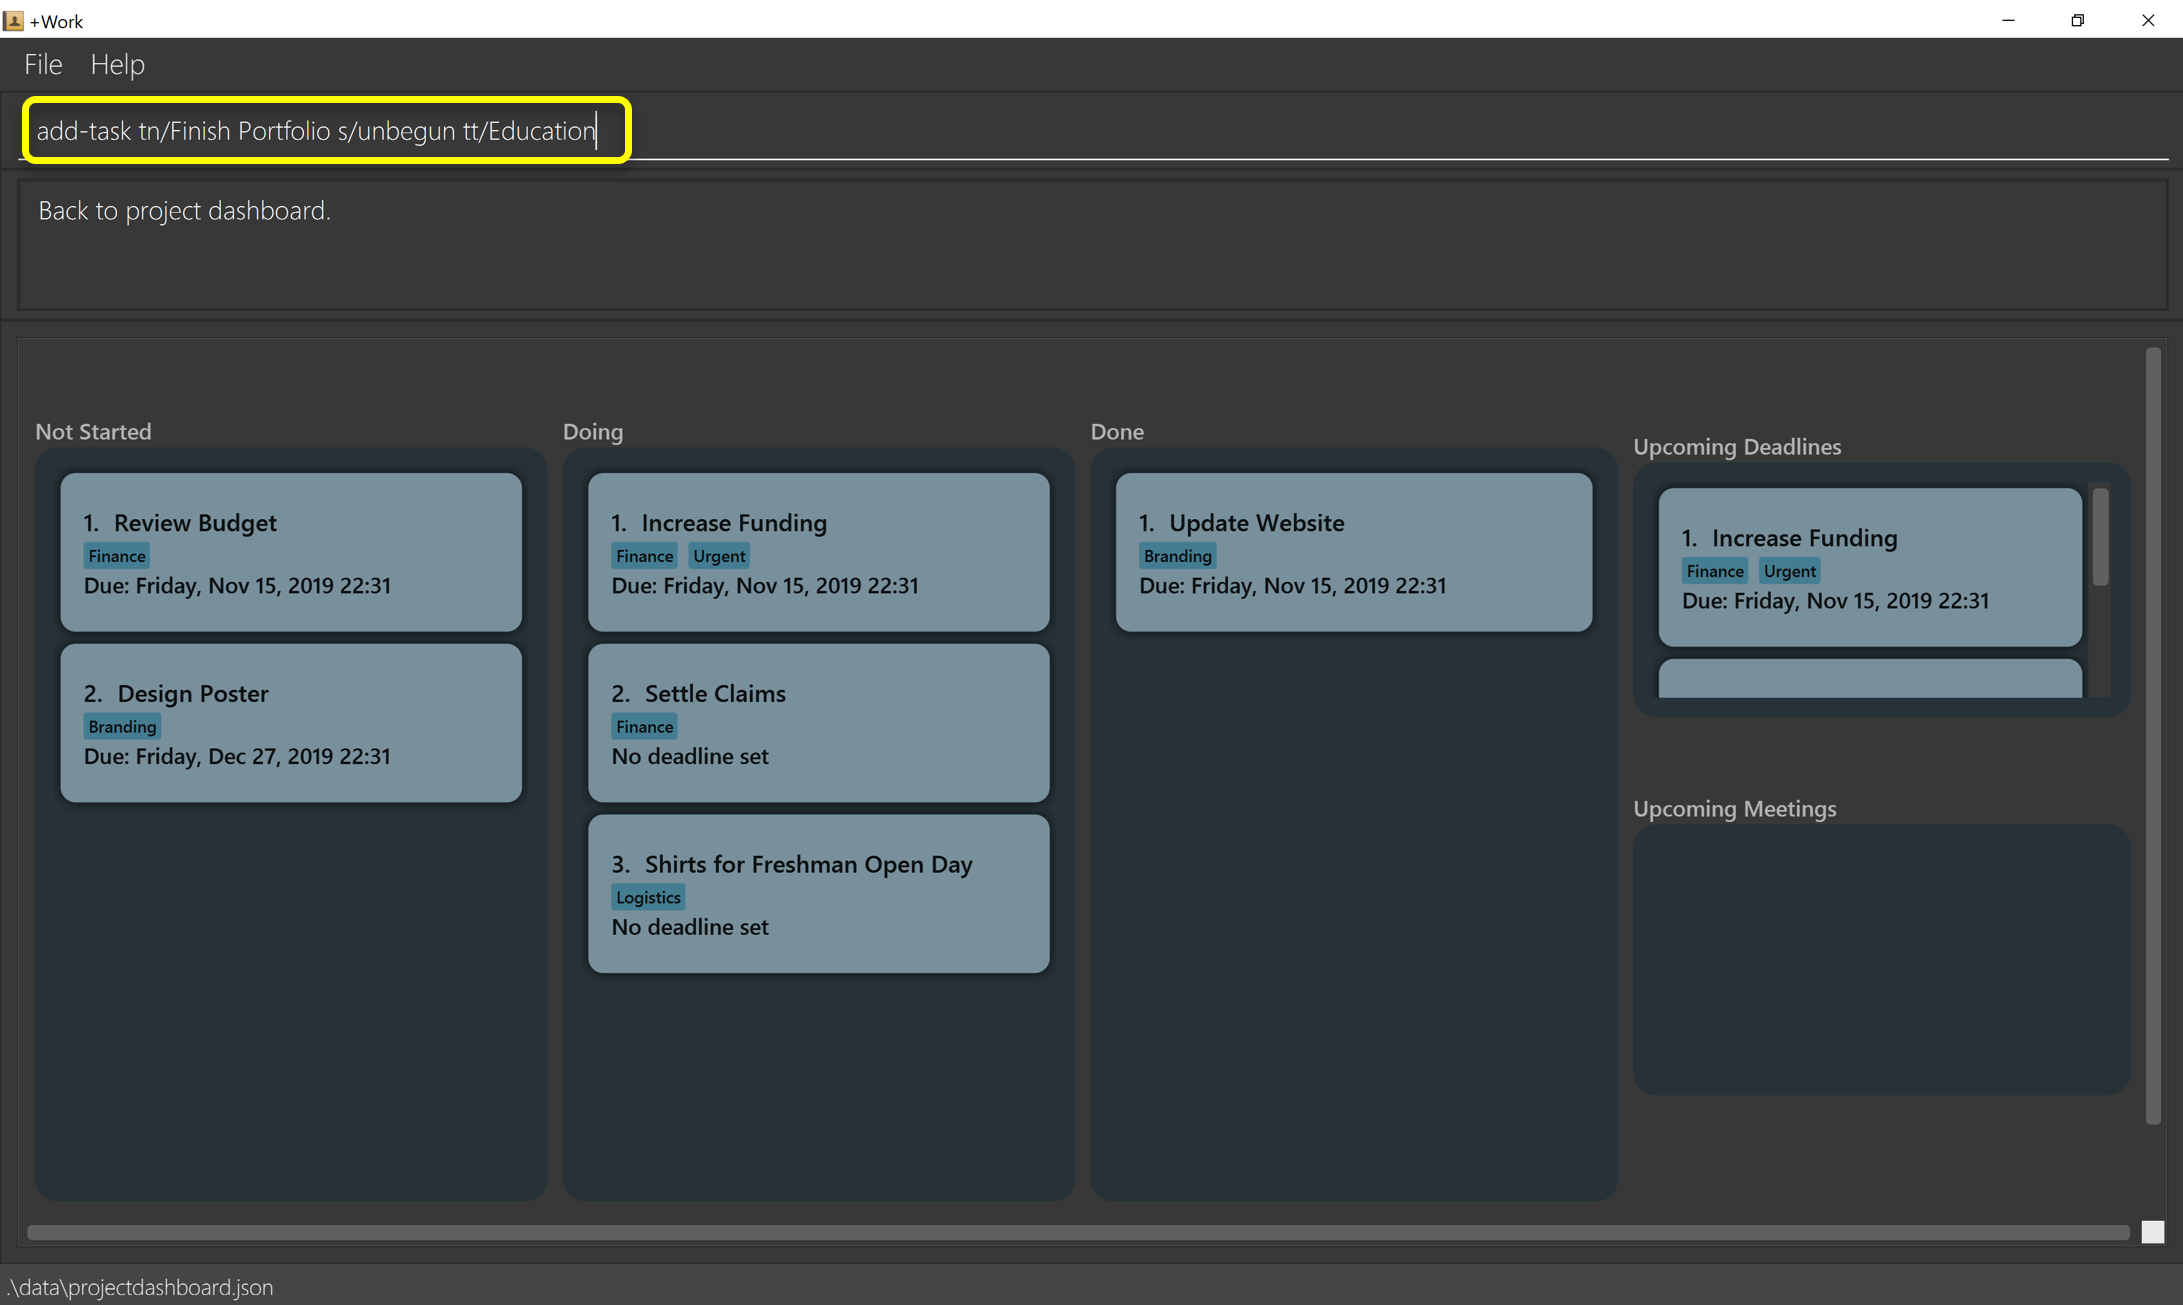 +Work
File Help
add-task tn/Finish Portfolio s/unbegun tt/Education
Back to project dashboard.
Not Started
1. Review Budget
Finance
Due: Friday, Nov 15, 2019 22:31
2. Design Poster
Branding
Due: Friday, Dec 27, 2019 22:31
Doing
1. Increase Funding
Finance Urgent
Due: Friday, Nov 15, 2019 22:31
2. Settle Claims
Finance
No deadline set
3. Shirts for Freshman Open Day
Logistics
No deadline set
Done
1. Update Website
Branding
Due: Friday, Nov 15, 2019 22:31
Upcoming Deadlines
1. Increase Funding
Finance Urgent
Due: Friday, Nov 15, 2019 22:31
Upcoming Meetings
.\data\projectdashboard.json